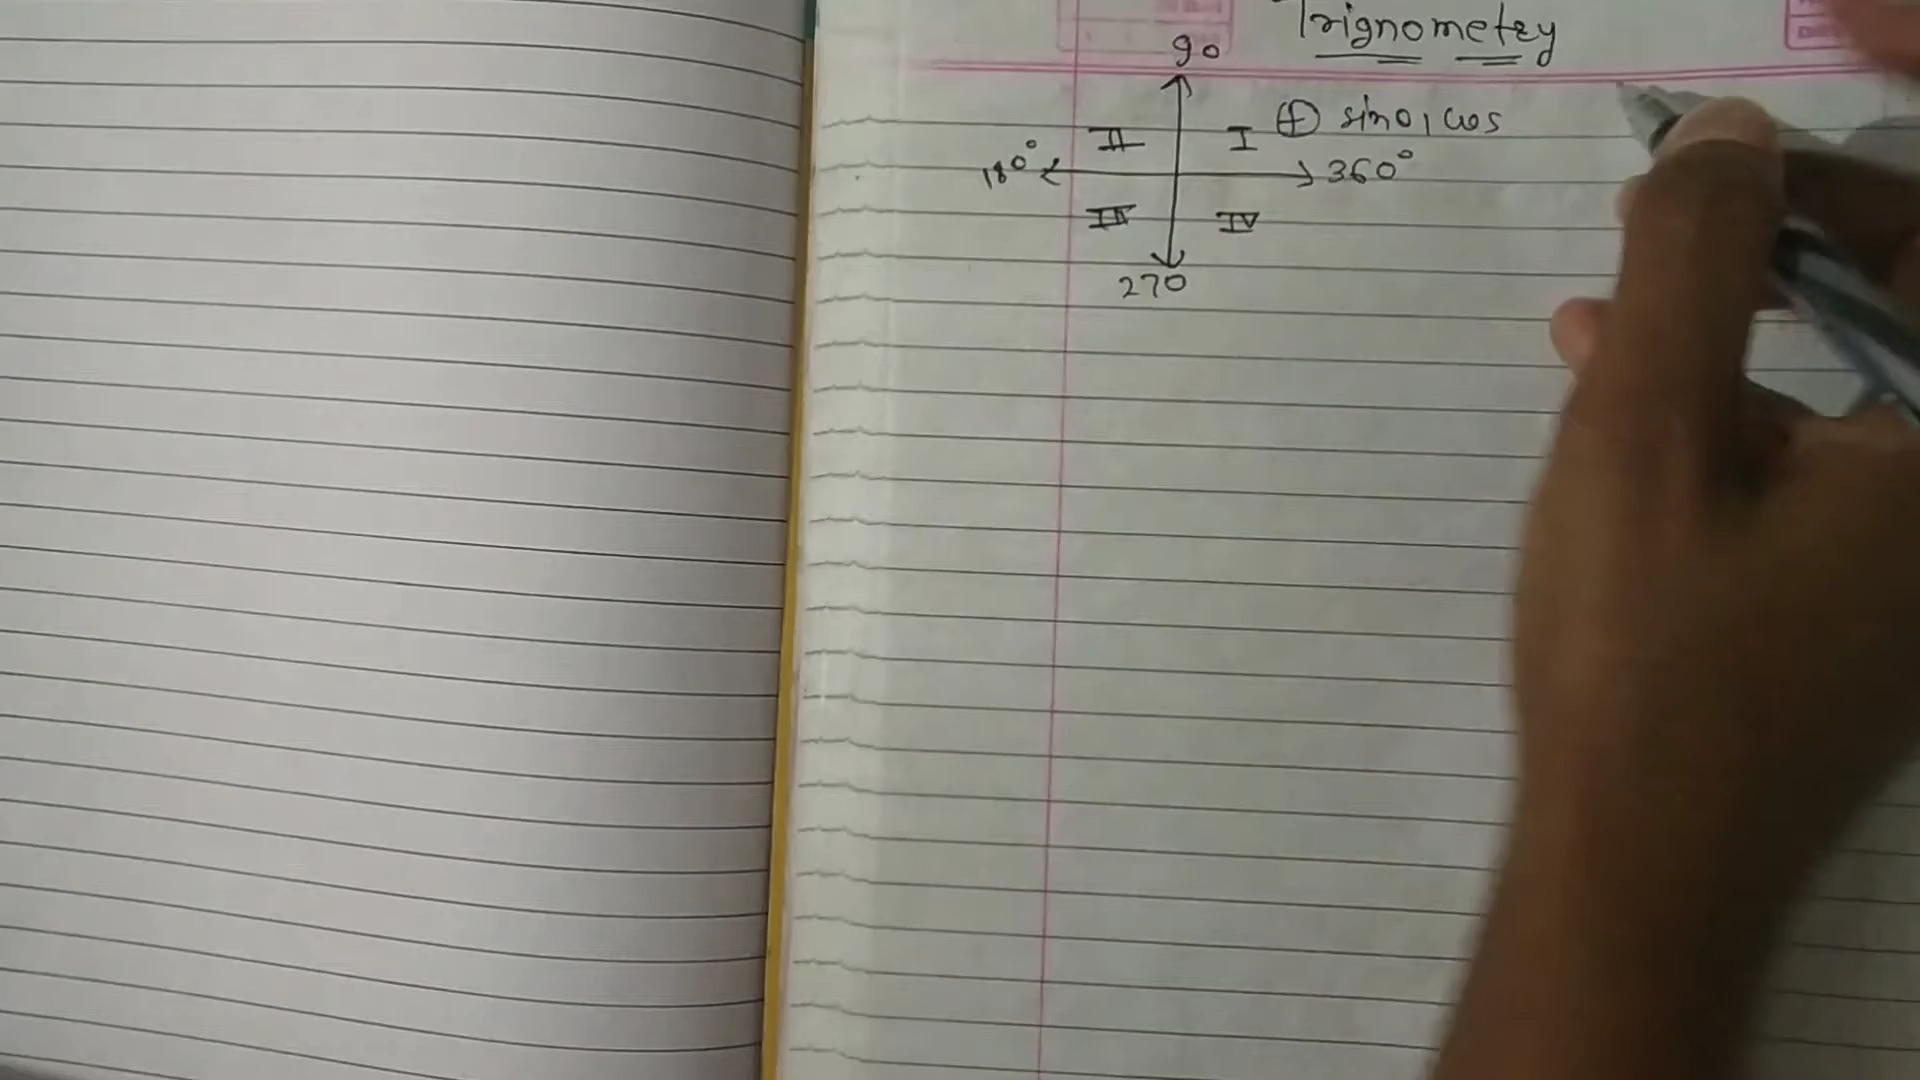 Trignometry
90
II I ⊕ sinθ, cos
180° 360°
III IV
270